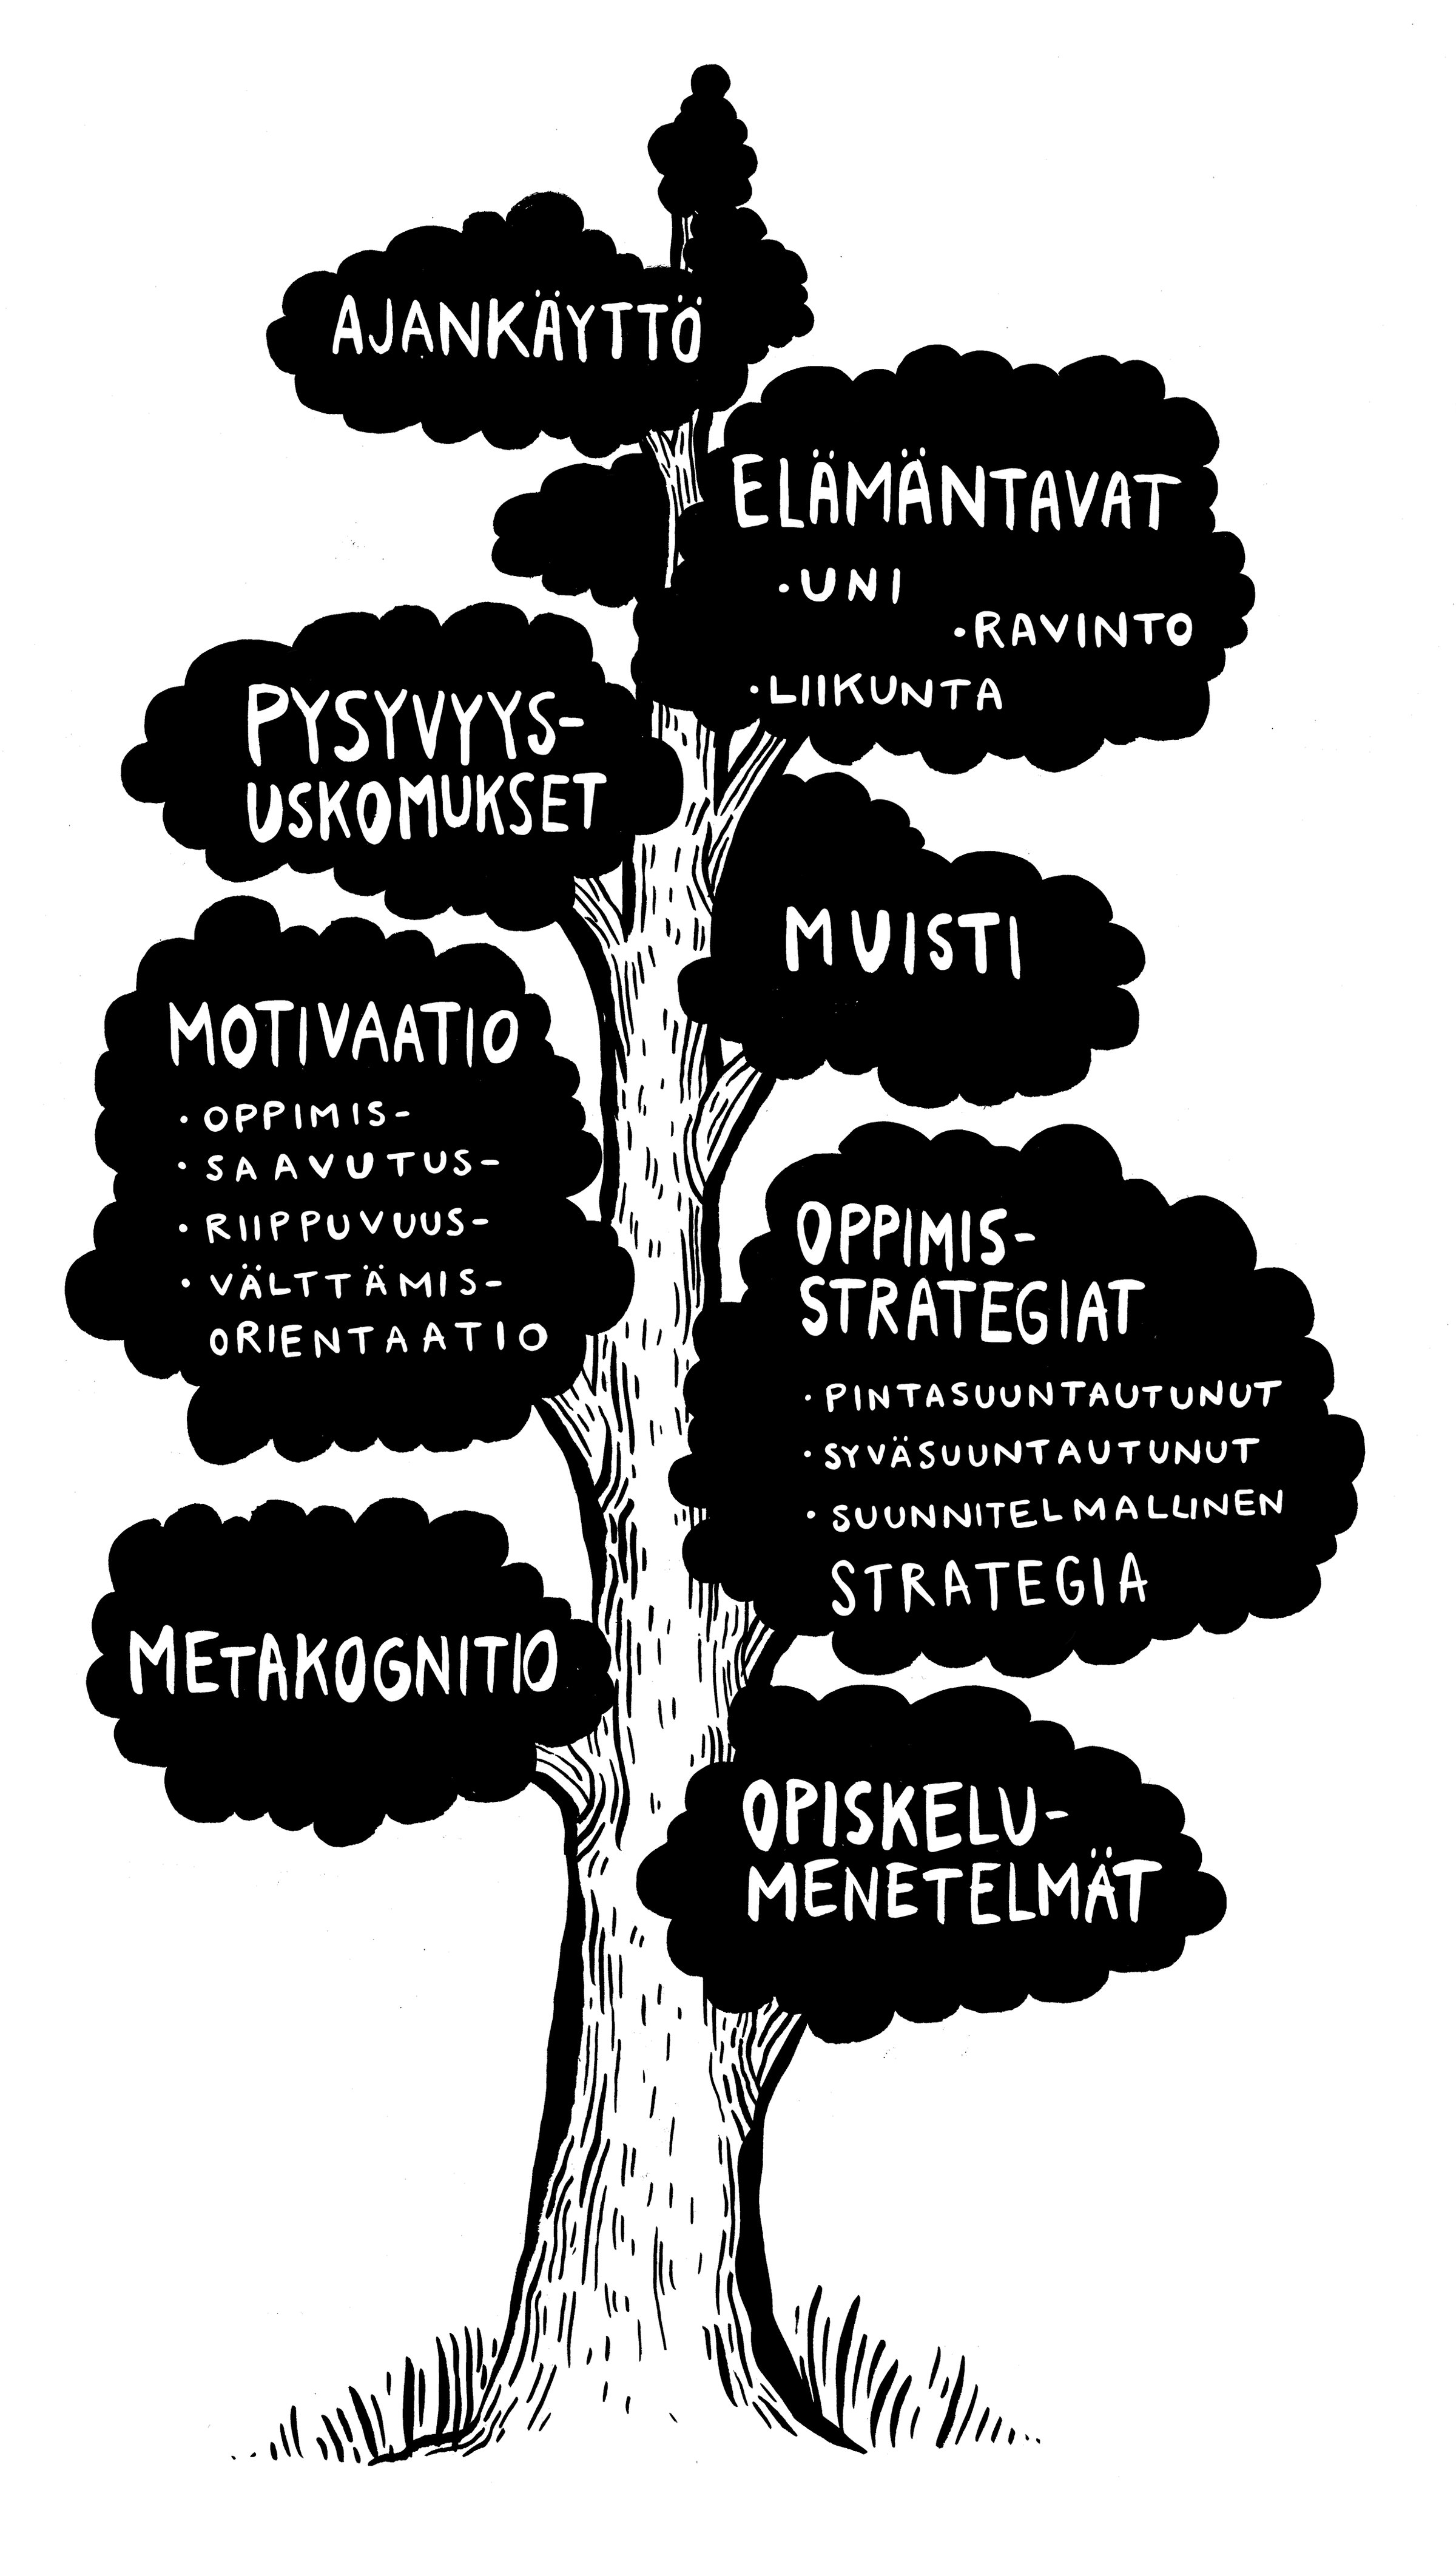 AJANKÄYTTÖ
ELÄMÄNTAVAT
• UNI
• RAVINTO
• LIIKUNTA
PYSYVYYS-
USKOMUKSET
MUISTI
MOTIVAATIO
• OPPIMIS-
• SAAVUTUS-
• RIIPPUVUUS-
• VÄLTTÄMIS-
ORIENTAATIO
OPPIMIS-
STRATEGIAT
• PINTASUUNTAUTUNUT
• SYVÄSUUNTAUTUNUT
• SUUNNITELMALLINEN
STRATEGIA
METAKOGNITIO
OPISKELU-
MENETELMÄT